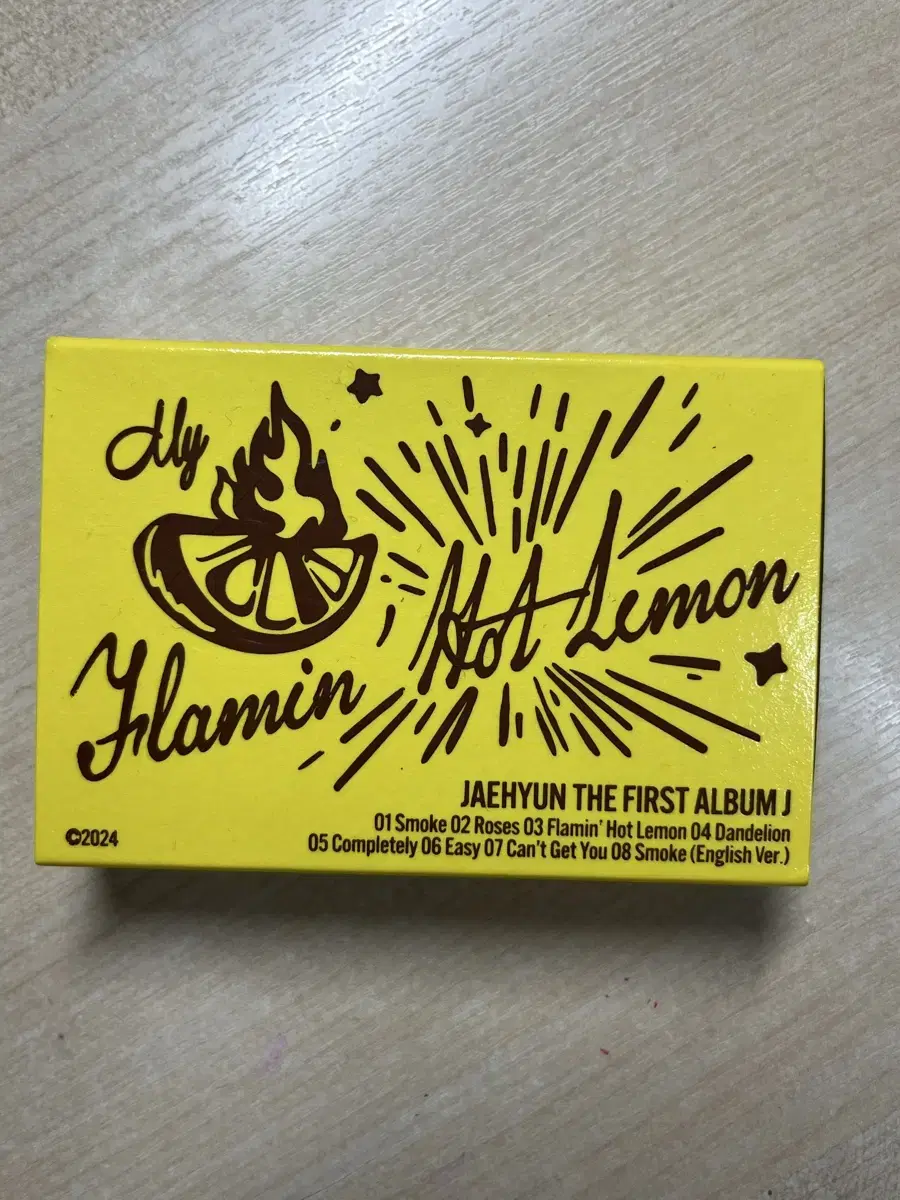 My
Flamin Hot Lemon
JAEHYUN THE FIRST ALBUM J
01 Smoke 02 Roses 03 Flamin' Hot Lemon 04 Dandelion
05 Completely 06 Easy 07 Can't Get You 08 Smoke (English Ver.)
©2024